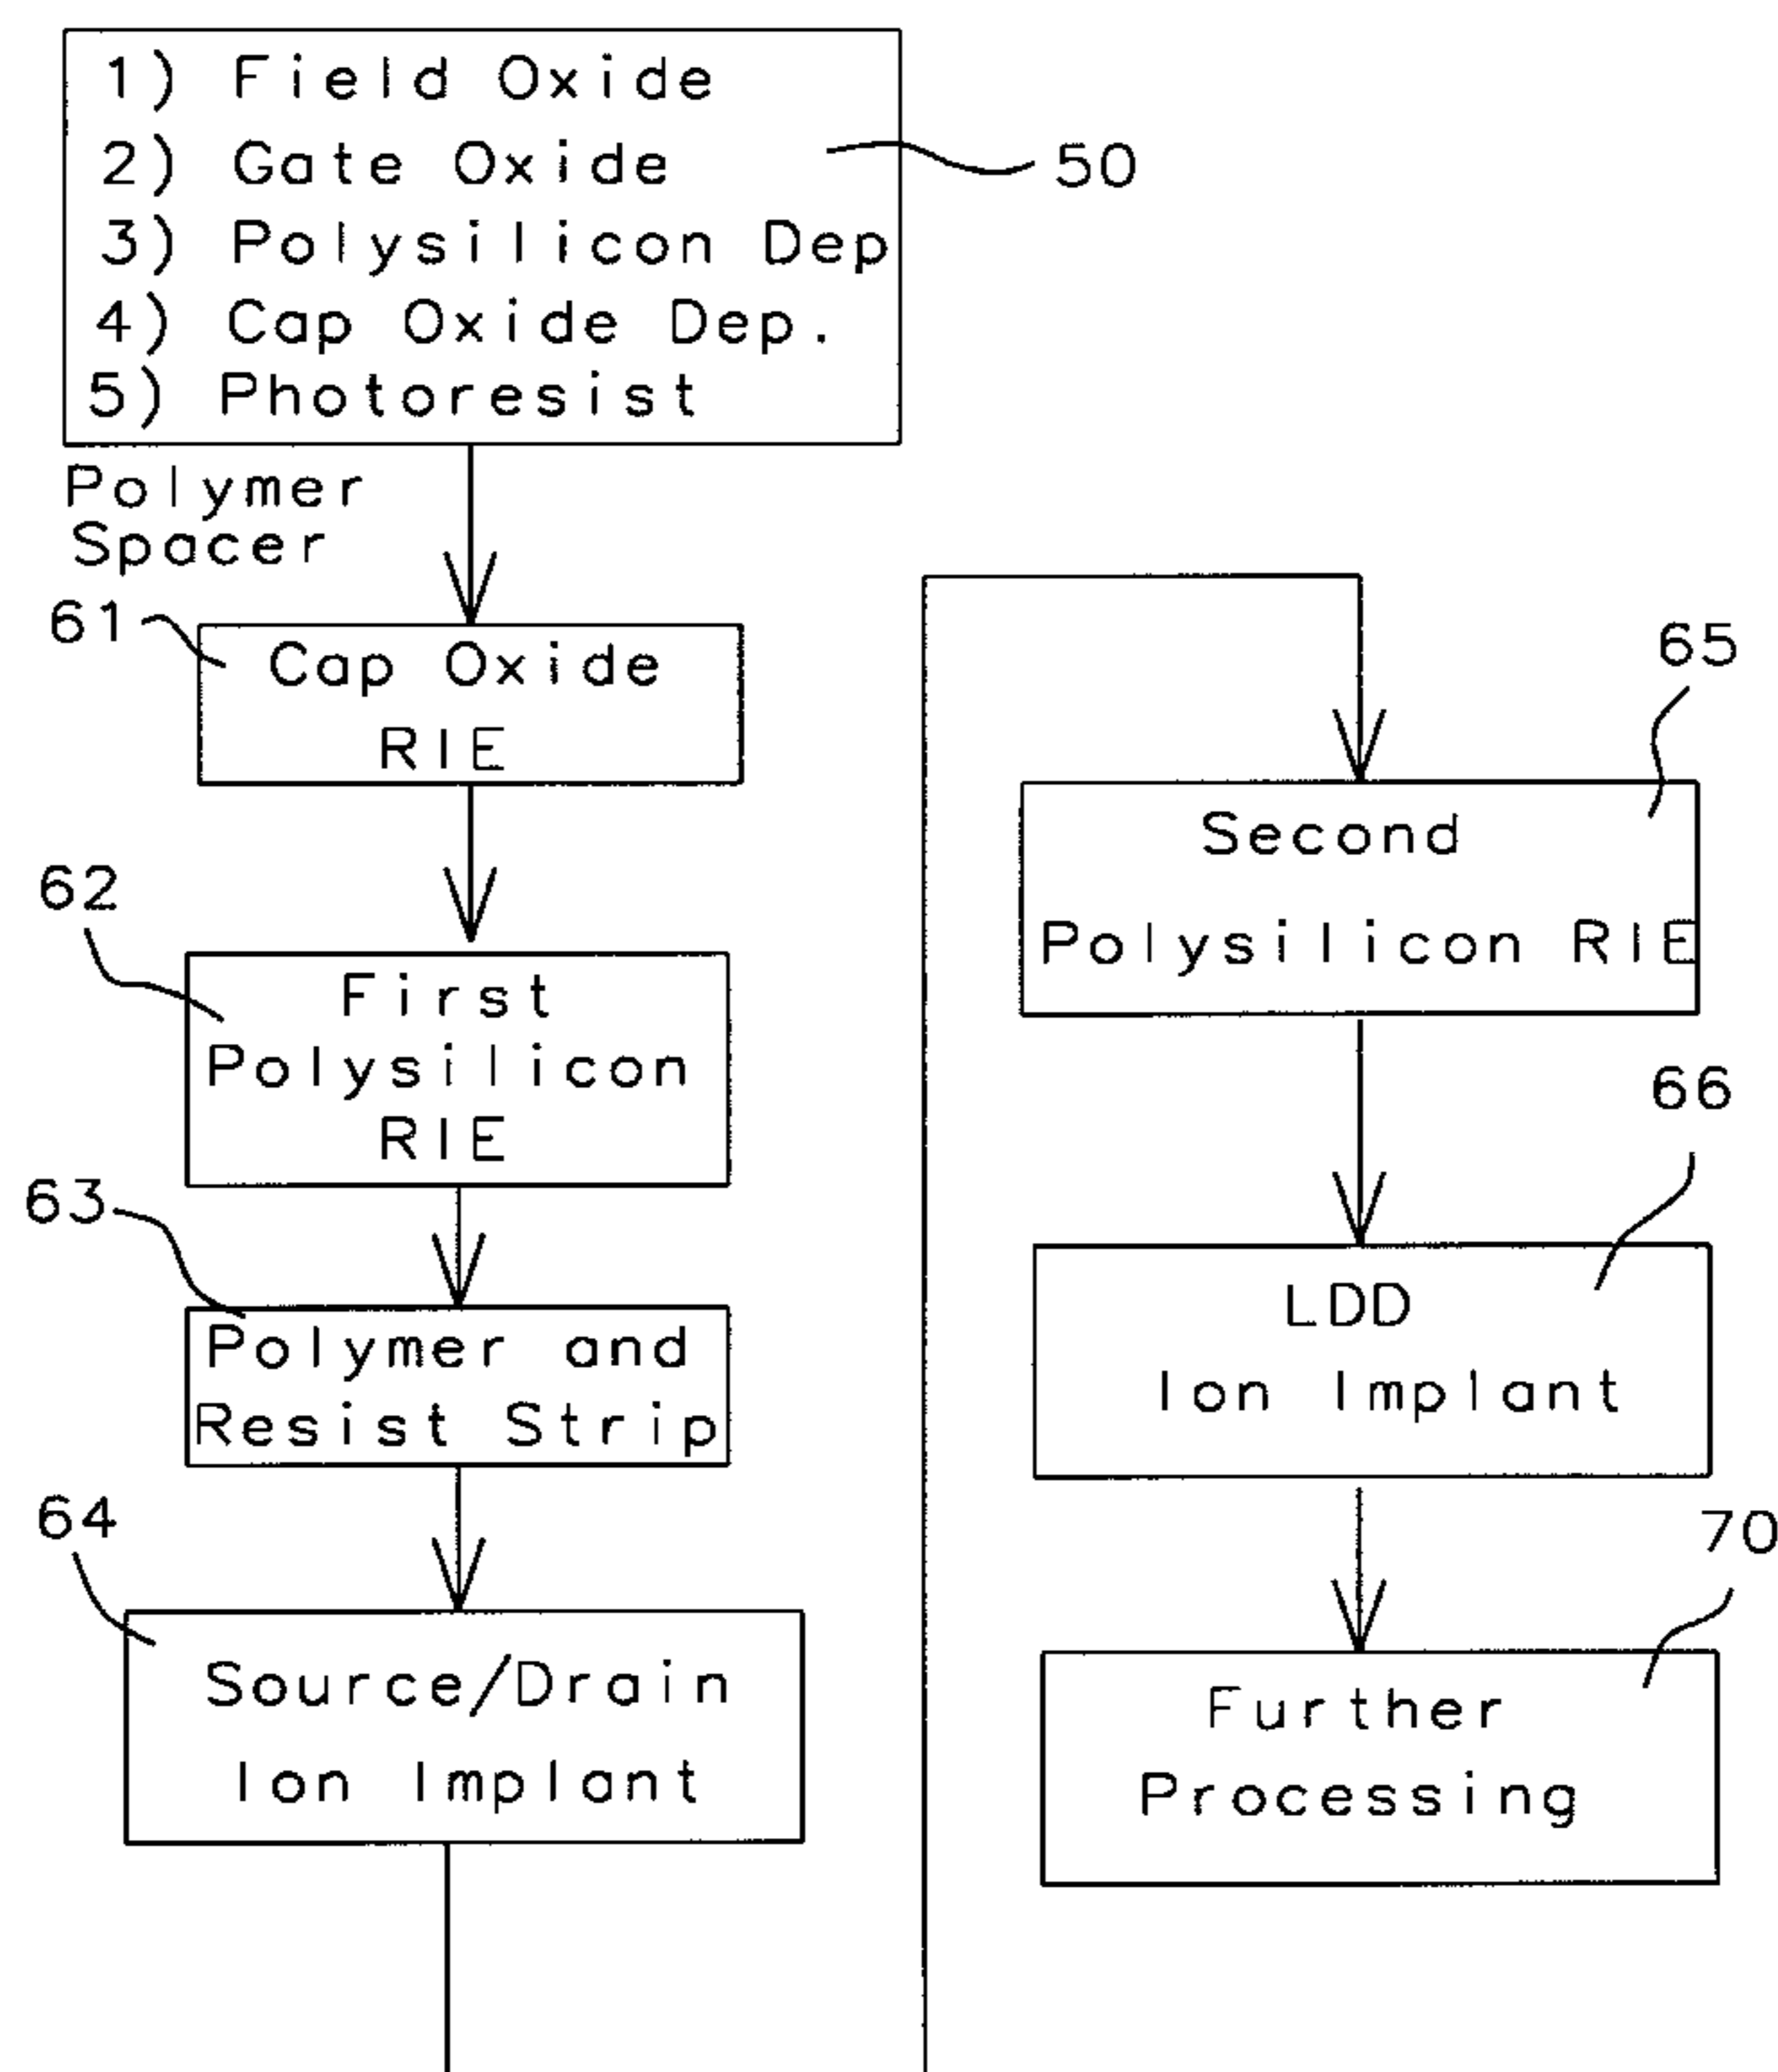 1) Field Oxide
2) Gate Oxide
50
3) Polysilicon Dep
4) Cap Oxide Dep.
5) Photoresist
Polymer
Spacer
61
Cap Oxide
RIE
62
First
Polysilicon
RIE
63
Polymer and
Resist Strip
64
Source/Drain
Ion Implant
65
Second
Polysilicon RIE
66
LDD
Ion Implant
70
Further
Processing